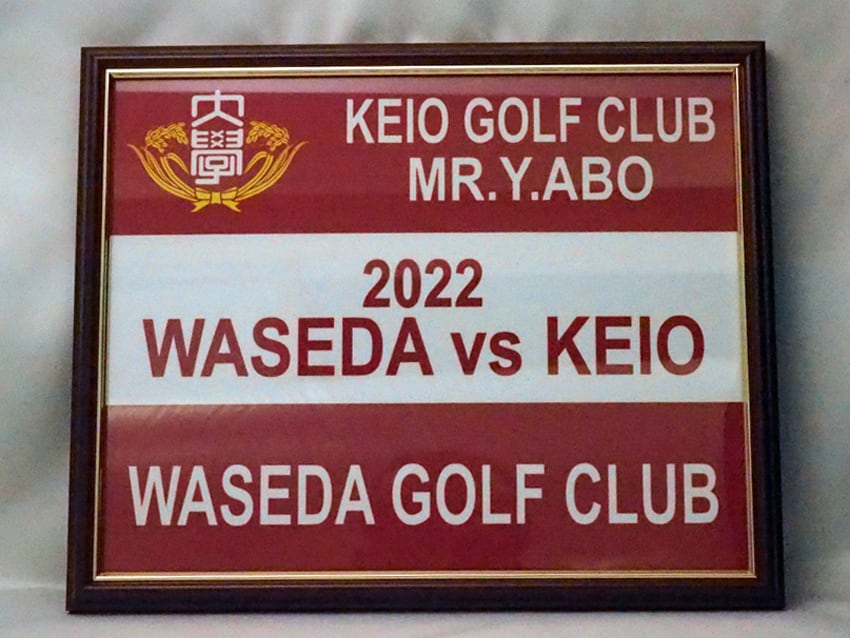 大學
KEIO GOLF CLUB
MR.Y.ABO
2022
WASEDA vs KEIO
WASEDA GOLF CLUB